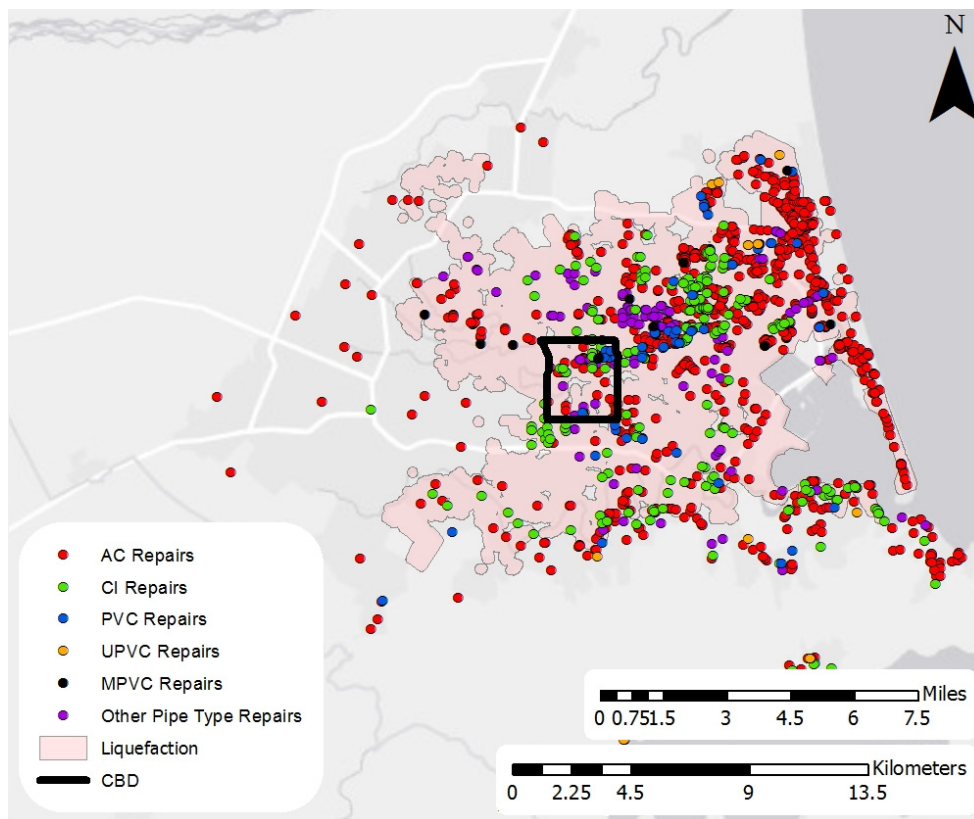 N
AC Repairs
CI Repairs
PVC Repairs
UPVC Repairs
MPVC Repairs
Other Pipe Type Repairs
Liquefaction
CBD
Miles
0 0.751.5 3 4.5 6 7.5
Kilometers
0 2.25 4.5 9 13.5